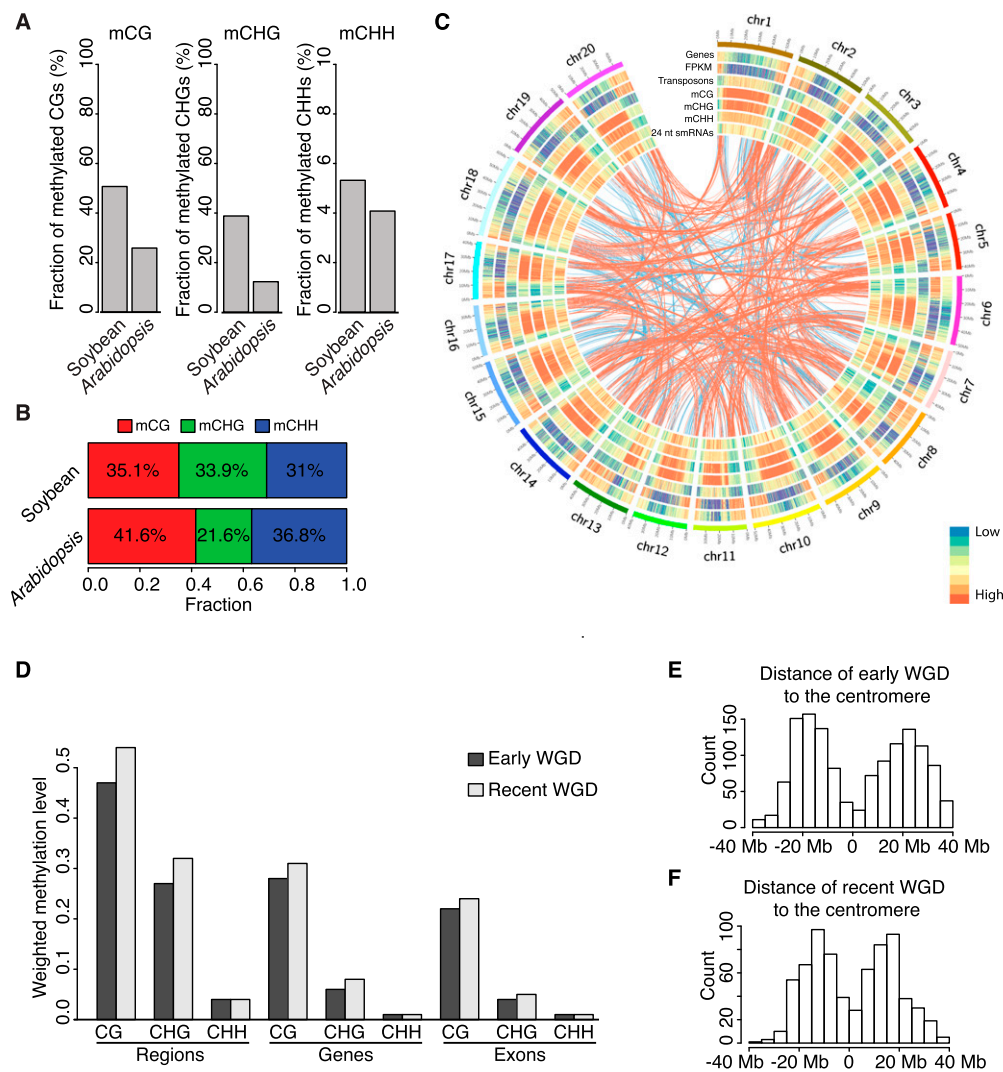 A
mCG
mCHG
mCHH
Fraction of methylated CGs (%)
0 20 40 60 80 100
Soybean
Arabidopsis
Fraction of methylated CHGs (%)
0 20 40 60 80 100
Soybean
Arabidopsis
Fraction of methylated CHHs (%)
0 2 4 6 8 10
Soybean
Arabidopsis
B
mCG mCHG mCHH
Soybean
35.1% 33.9% 31%
Arabidopsis
41.6% 21.6% 36.8%
0.0 0.2 0.4 0.6 0.8 1.0
Fraction
C
chr1
chr2
chr3
chr4
chr5
chr6
chr7
chr8
chr9
chr10
chr11
chr12
chr13
chr14
chr15
chr16
chr17
chr18
chr19
chr20
Genes
FPKM
Transposons
mCG
mCHG
mCHH
24 nt smRNAs
Low
High
D
Weighted methylation level
0.0 0.1 0.2 0.3 0.4 0.5
Early WGD
Recent WGD
CG CHG CHH CG CHG CHH CG CHG CHH
Regions Genes Exons
E
Distance of early WGD
to the centromere
Count
0 50 100 150
-40 Mb -20 Mb 0 20 Mb 40 Mb
F
Distance of recent WGD
to the centromere
Count
0 20 60 100
-40 Mb -20 Mb 0 20 Mb 40 Mb